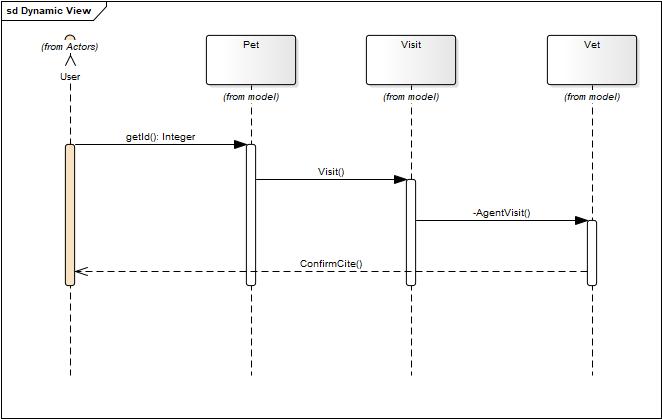 sd Dynamic View
(from Actors)
User
Pet
(from model)
Visit
(from model)
Vet
(from model)
getId(): Integer
Visit()
-AgentVisit()
ConfirmCite()